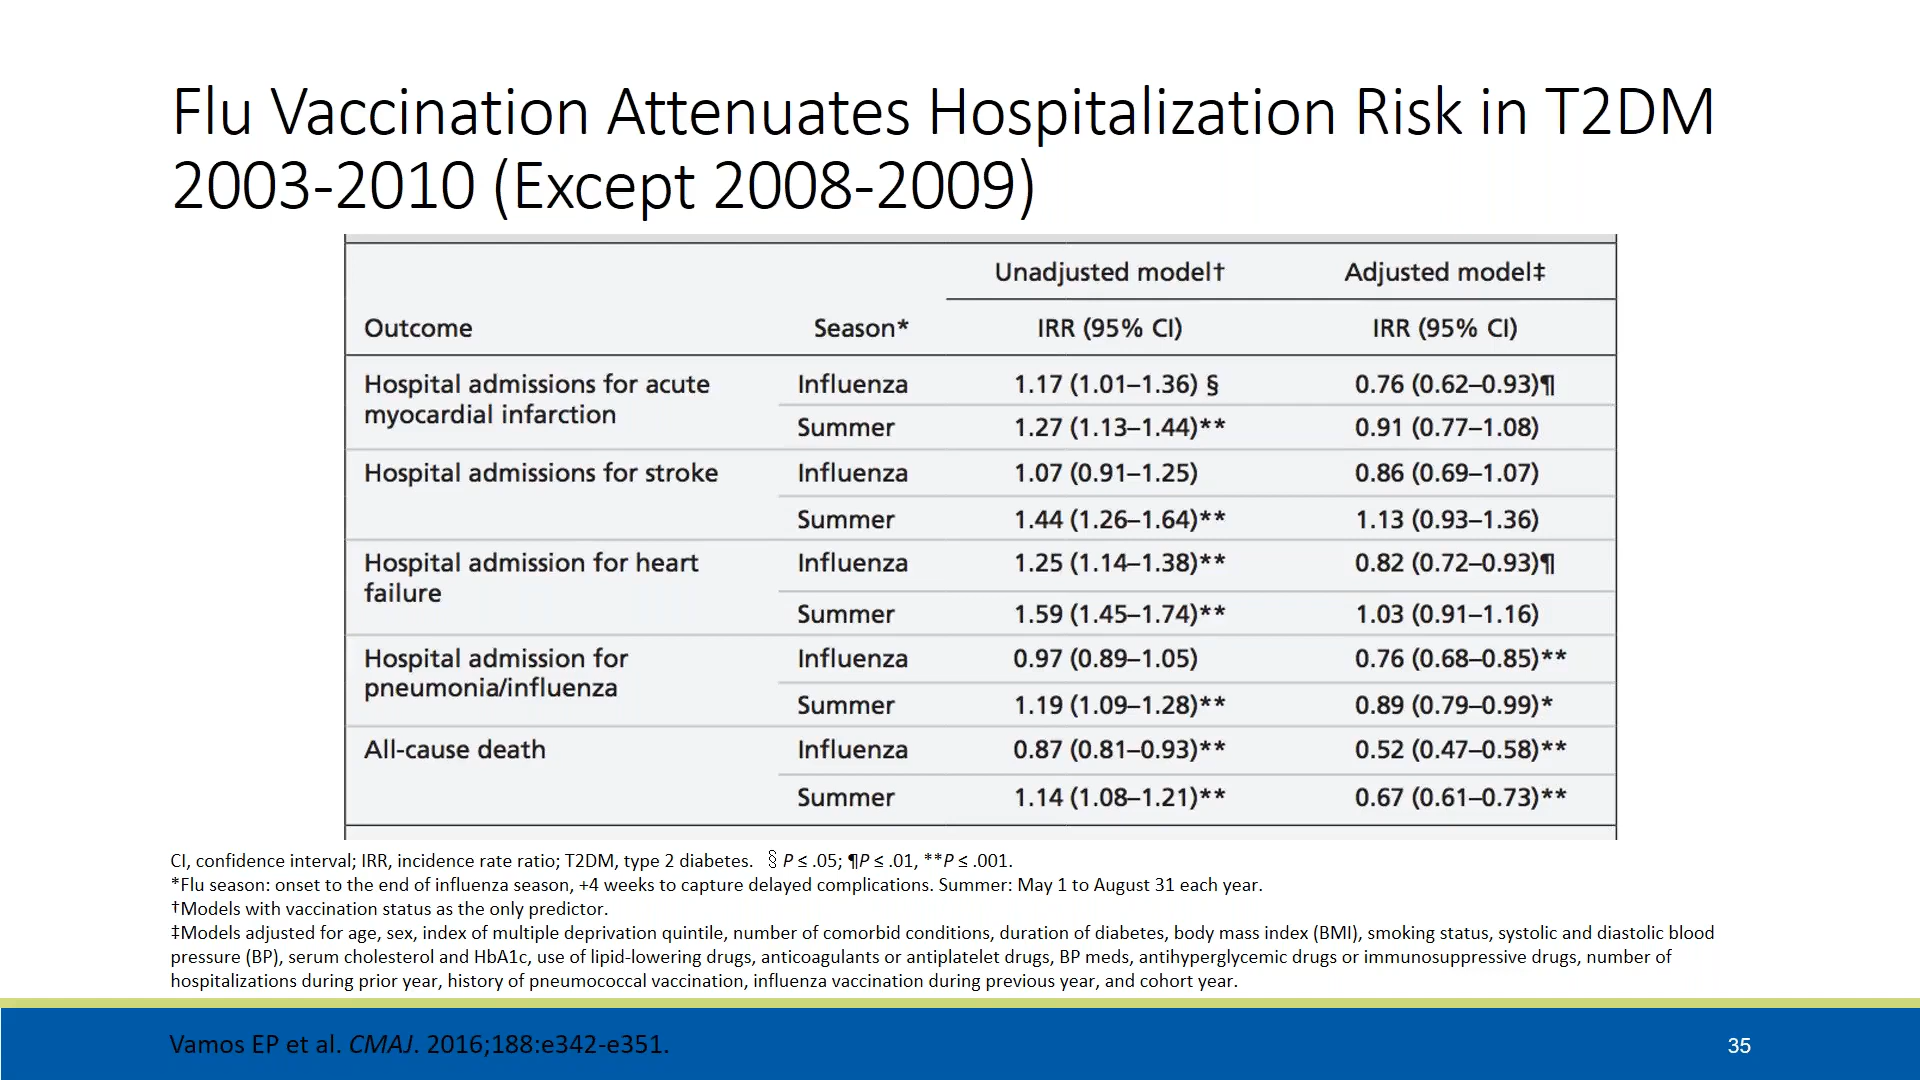 Flu Vaccination Attenuates Hospitalization Risk in T2DM
2003-2010 (Except 2008-2009)
Unadjusted model† Adjusted model‡
Outcome Season* IRR (95% CI) IRR (95% CI)
Hospital admissions for acute Influenza 1.17 (1.01–1.36) § 0.76 (0.62–0.93)¶
myocardial infarction
Summer 1.27 (1.13–1.44)** 0.91 (0.77–1.08)
Hospital admissions for stroke Influenza 1.07 (0.91–1.25) 0.86 (0.69–1.07)
Summer 1.44 (1.26–1.64)** 1.13 (0.93–1.36)
Hospital admission for heart Influenza 1.25 (1.14–1.38)** 0.82 (0.72–0.93)¶
failure
Summer 1.59 (1.45–1.74)** 1.03 (0.91–1.16)
Hospital admission for Influenza 0.97 (0.89–1.05) 0.76 (0.68–0.85)**
pneumonia/influenza
Summer 1.19 (1.09–1.28)** 0.89 (0.79–0.99)*
All-cause death Influenza 0.87 (0.81–0.93)** 0.52 (0.47–0.58)**
Summer 1.14 (1.08–1.21)** 0.67 (0.61–0.73)**
CI, confidence interval; IRR, incidence rate ratio; T2DM, type 2 diabetes. § P ≤ .05; ¶P ≤ .01, **P ≤ .001.
*Flu season: onset to the end of influenza season, +4 weeks to capture delayed complications. Summer: May 1 to August 31 each year.
†Models with vaccination status as the only predictor.
‡Models adjusted for age, sex, index of multiple deprivation quintile, number of comorbid conditions, duration of diabetes, body mass index (BMI), smoking status, systolic and diastolic blood
pressure (BP), serum cholesterol and HbA1c, use of lipid-lowering drugs, anticoagulants or antiplatelet drugs, BP meds, antihyperglycemic drugs or immunosuppressive drugs, number of
hospitalizations during prior year, history of pneumococcal vaccination, influenza vaccination during previous year, and cohort year.
Vamos EP et al. CMAJ. 2016;188:e342-e351.
35